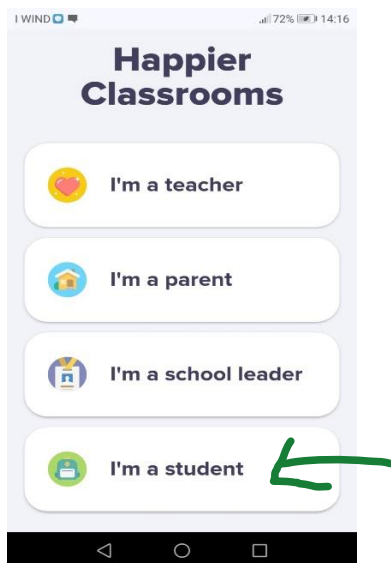 I WIND 72% 14:16
Happier
Classrooms
I'm a teacher
I'm a parent
I'm a school leader
I'm a student